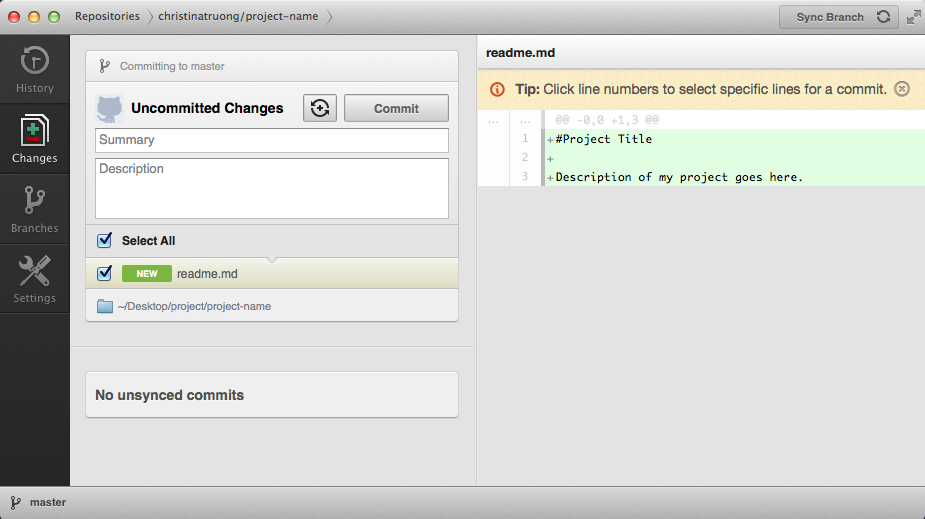 Repositories christinatruong/project-name
Sync Branch
History
Changes
Branches
Settings
Committing to master
Uncommitted Changes
Commit
Summary
Description
Select All
NEW readme.md
~/Desktop/project/project-name
No unsynced commits
readme.md
Tip: Click line numbers to select specific lines for a commit.
... ... @@ -0,0 +1,3 @@
1 +#Project Title
2 +
3 +Description of my project goes here.
master